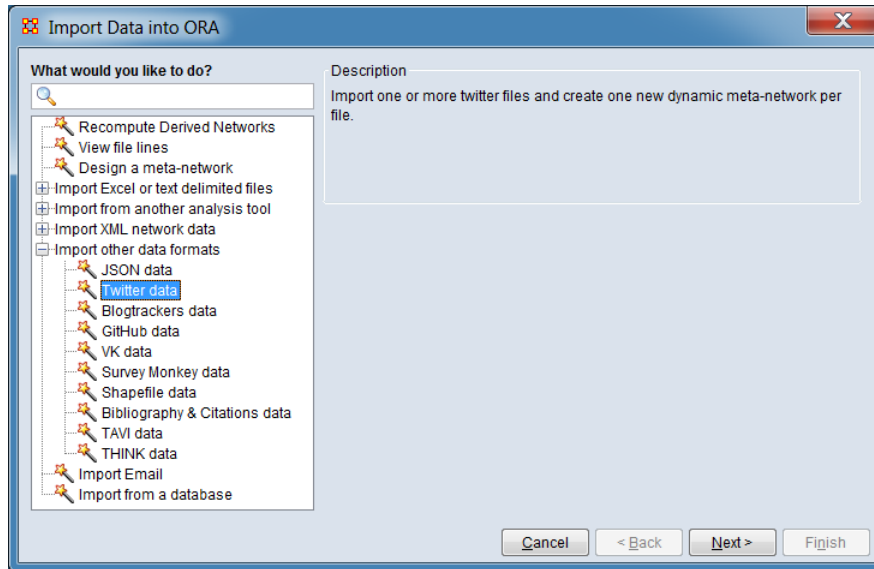 Import Data into ORA
What would you like to do?
Recompute Derived Networks
View file lines
Design a meta-network
Import Excel or text delimited files
Import from another analysis tool
Import XML network data
Import other data formats
JSON data
Twitter data
Blogtrackers data
GitHub data
VK data
Survey Monkey data
Shapefile data
Bibliography & Citations data
TAVI data
THINK data
Import Email
Import from a database
Description
Import one or more twitter files and create one new dynamic meta-network per
file.
Cancel
< Back
Next >
Finish